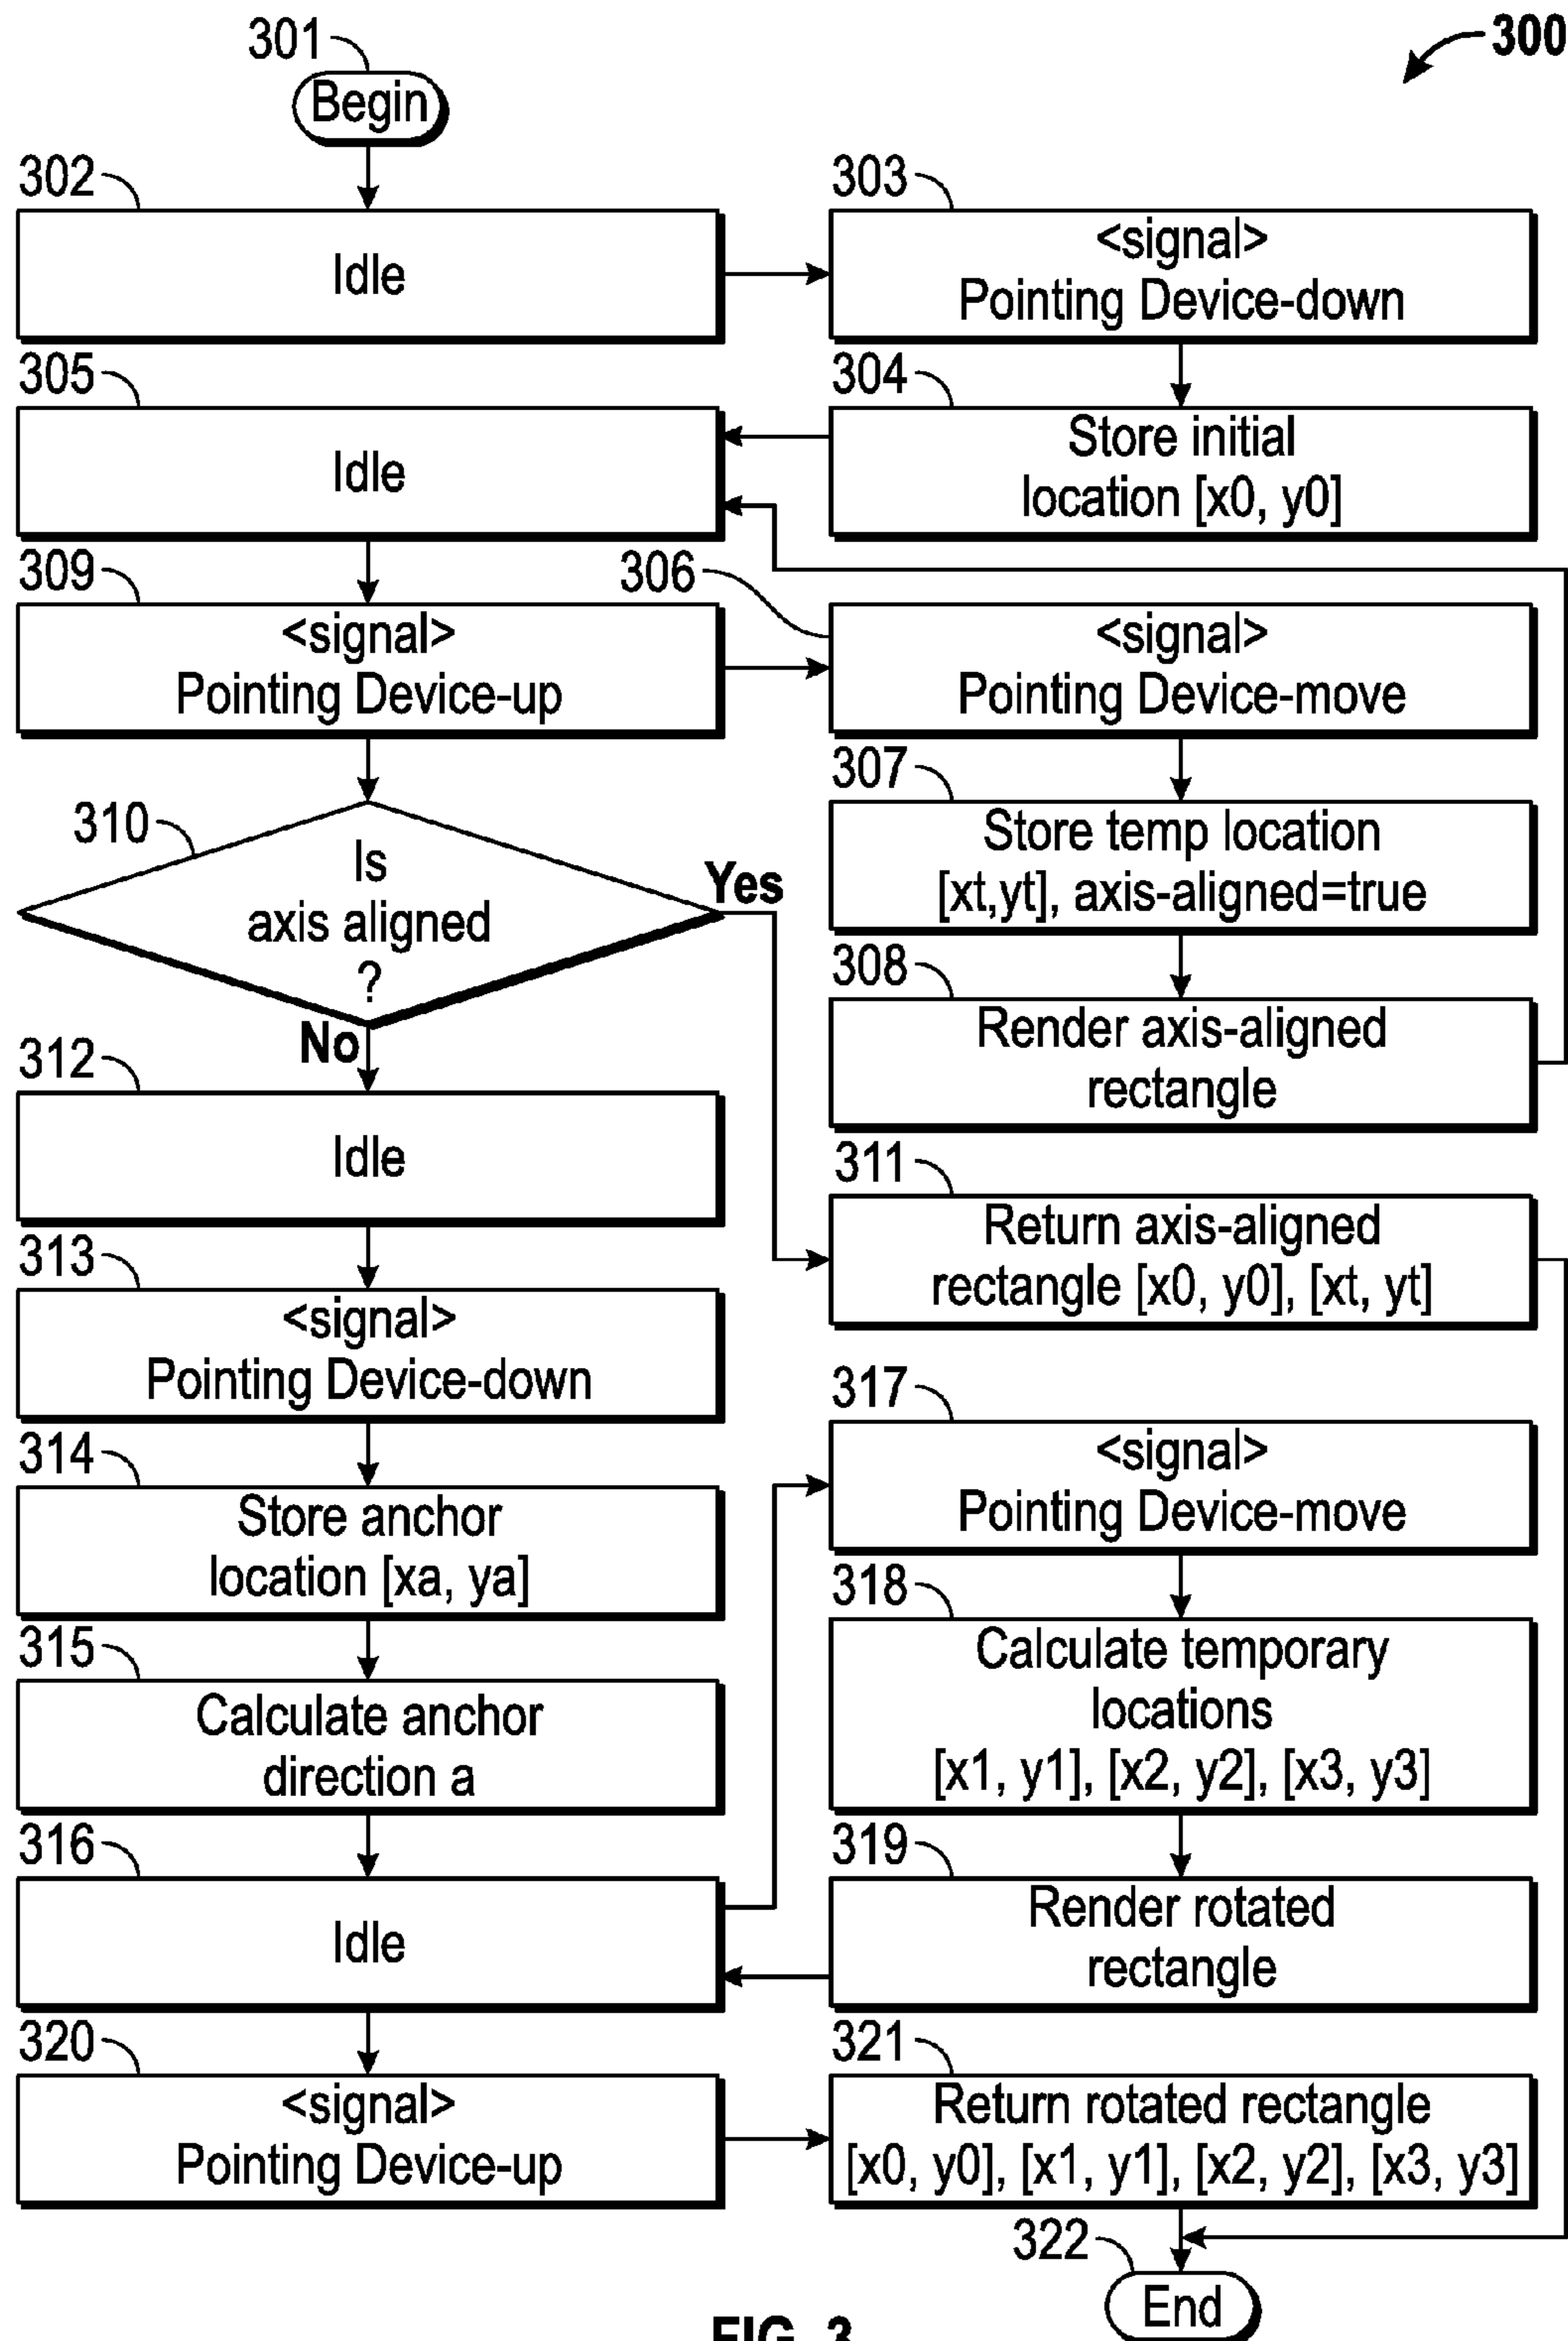 300
301
Begin
302
Idle
303
<signal>
Pointing Device-down
304
Store initial
location [x0, y0]
305
Idle
309
<signal>
Pointing Device-up
306
<signal>
Pointing Device-move
307
Store temp location
[xt,yt], axis-aligned=true
308
Render axis-aligned
rectangle
310
Is
axis aligned
?
Yes
No
311
Return axis-aligned
rectangle [x0, y0], [xt, yt]
312
Idle
313
<signal>
Pointing Device-down
314
Store anchor
location [xa, ya]
315
Calculate anchor
direction a
316
Idle
317
<signal>
Pointing Device-move
318
Calculate temporary
locations
[x1, y1], [x2, y2], [x3, y3]
319
Render rotated
rectangle
320
<signal>
Pointing Device-up
321
Return rotated rectangle
[x0, y0], [x1, y1], [x2, y2], [x3, y3]
322
End
FIG. 3